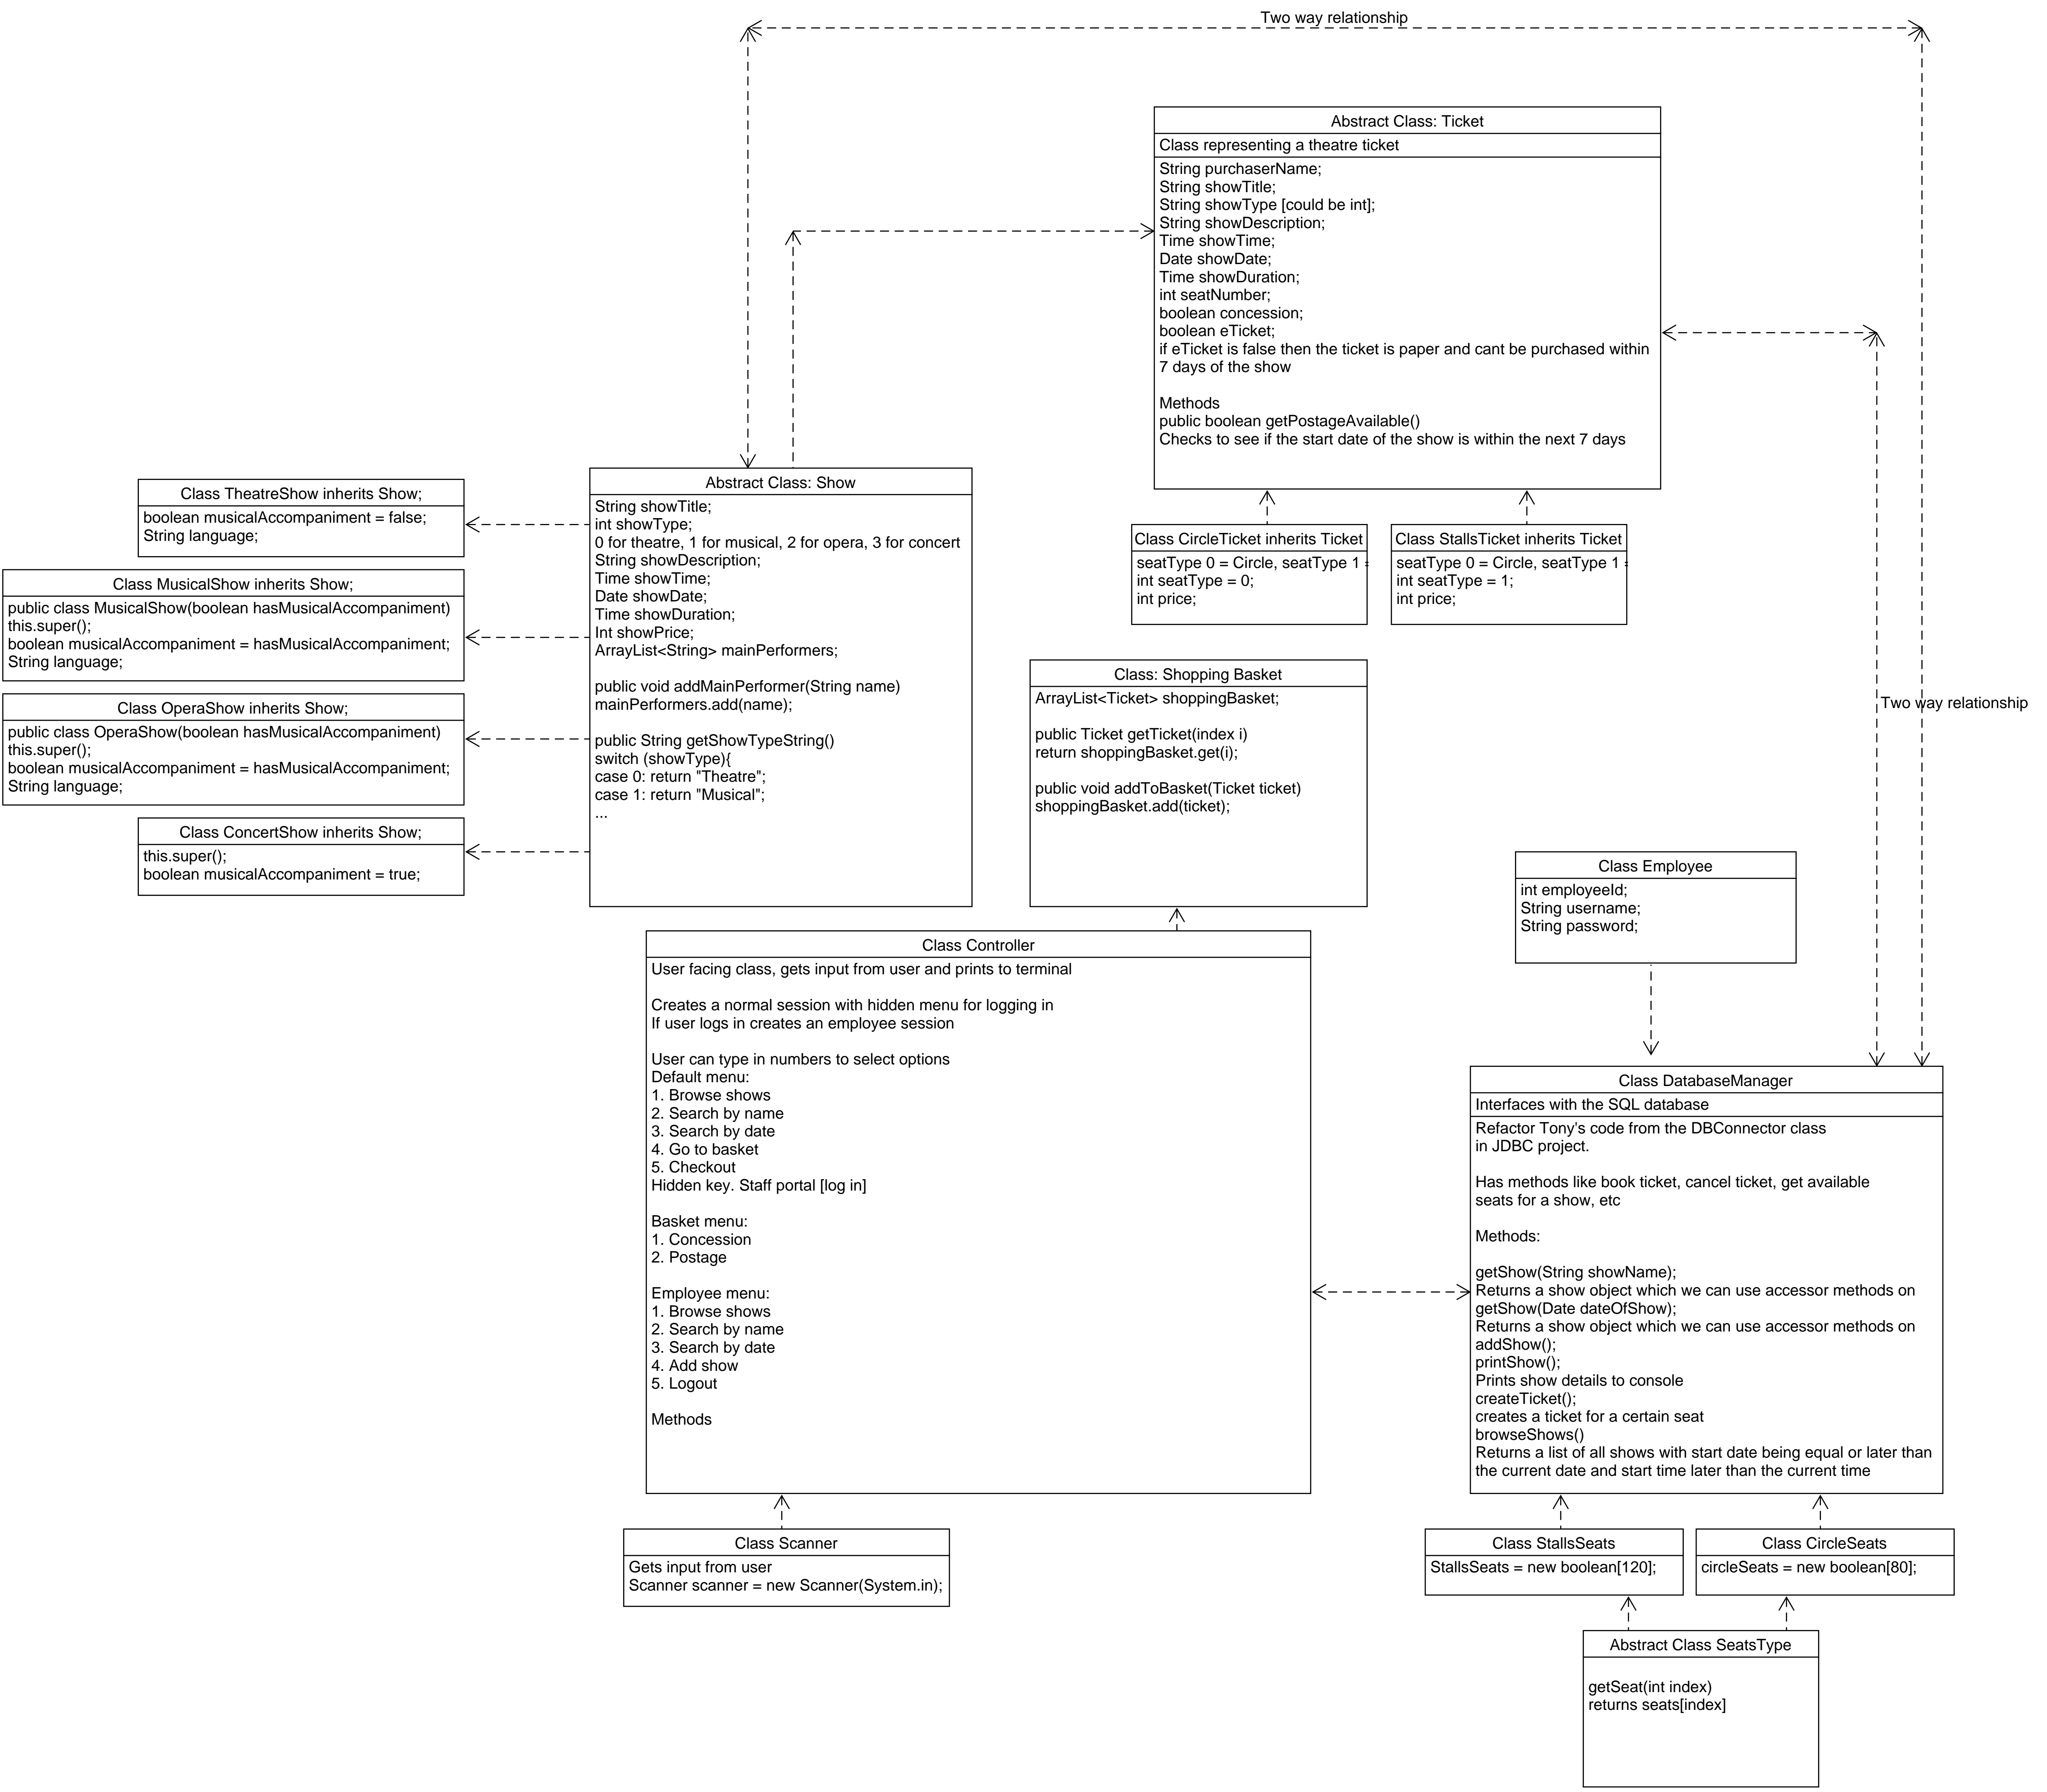 Two way relationship
Abstract Class: Ticket
Class representing a theatre ticket
String purchaserName;
String showTitle;
String showType [could be int];
String showDescription;
Time showTime;
Date showDate;
Time showDuration;
int seatNumber;
boolean concession;
boolean eTicket;
if eTicket is false then the ticket is paper and cant be purchased within
7 days of the show
Methods
public boolean getPostageAvailable()
Checks to see if the start date of the show is within the next 7 days
Class TheatreShow inherits Show;
boolean musicalAccompaniment = false;
String language;
Class MusicalShow inherits Show;
public class MusicalShow(boolean hasMusicalAccompaniment)
this.super();
boolean musicalAccompaniment = hasMusicalAccompaniment;
String language;
Class OperaShow inherits Show;
public class OperaShow(boolean hasMusicalAccompaniment)
this.super();
boolean musicalAccompaniment = hasMusicalAccompaniment;
String language;
Class ConcertShow inherits Show;
this.super();
boolean musicalAccompaniment = true;
Abstract Class: Show
String showTitle;
int showType;
0 for theatre, 1 for musical, 2 for opera, 3 for concert
String showDescription;
Time showTime;
Date showDate;
Time showDuration;
Int showPrice;
ArrayList<String> mainPerformers;
public void addMainPerformer(String name)
mainPerformers.add(name);
public String getShowTypeString()
switch (showType){
case 0: return "Theatre";
case 1: return "Musical";
...
Class CircleTicket inherits Ticket
seatType 0 = Circle, seatType 1 =
int seatType = 0;
int price;
Class StallsTicket inherits Ticket
seatType 0 = Circle, seatType 1 =
int seatType = 1;
int price;
Class: Shopping Basket
ArrayList<Ticket> shoppingBasket;
public Ticket getTicket(index i)
return shoppingBasket.get(i);
public void addToBasket(Ticket ticket)
shoppingBasket.add(ticket);
Two way relationship
Class Employee
int employeeId;
String username;
String password;
Class Controller
User facing class, gets input from user and prints to terminal
Creates a normal session with hidden menu for logging in
If user logs in creates an employee session
User can type in numbers to select options
Default menu:
1. Browse shows
2. Search by name
3. Search by date
4. Go to basket
5. Checkout
Hidden key. Staff portal [log in]
Basket menu:
1. Concession
2. Postage
Employee menu:
1. Browse shows
2. Search by name
3. Search by date
4. Add show
5. Logout
Methods
Class DatabaseManager
Interfaces with the SQL database
Refactor Tony's code from the DBConnector class
in JDBC project.
Has methods like book ticket, cancel ticket, get available
seats for a show, etc
Methods:
getShow(String showName);
Returns a show object which we can use accessor methods on
getShow(Date dateOfShow);
Returns a show object which we can use accessor methods on
addShow();
printShow();
Prints show details to console
createTicket();
creates a ticket for a certain seat
browseShows()
Returns a list of all shows with start date being equal or later than
the current date and start time later than the current time
Class Scanner
Gets input from user
Scanner scanner = new Scanner(System.in);
Class StallsSeats
StallsSeats = new boolean[120];
Class CircleSeats
circleSeats = new boolean[80];
Abstract Class SeatsType
getSeat(int index)
returns seats[index]